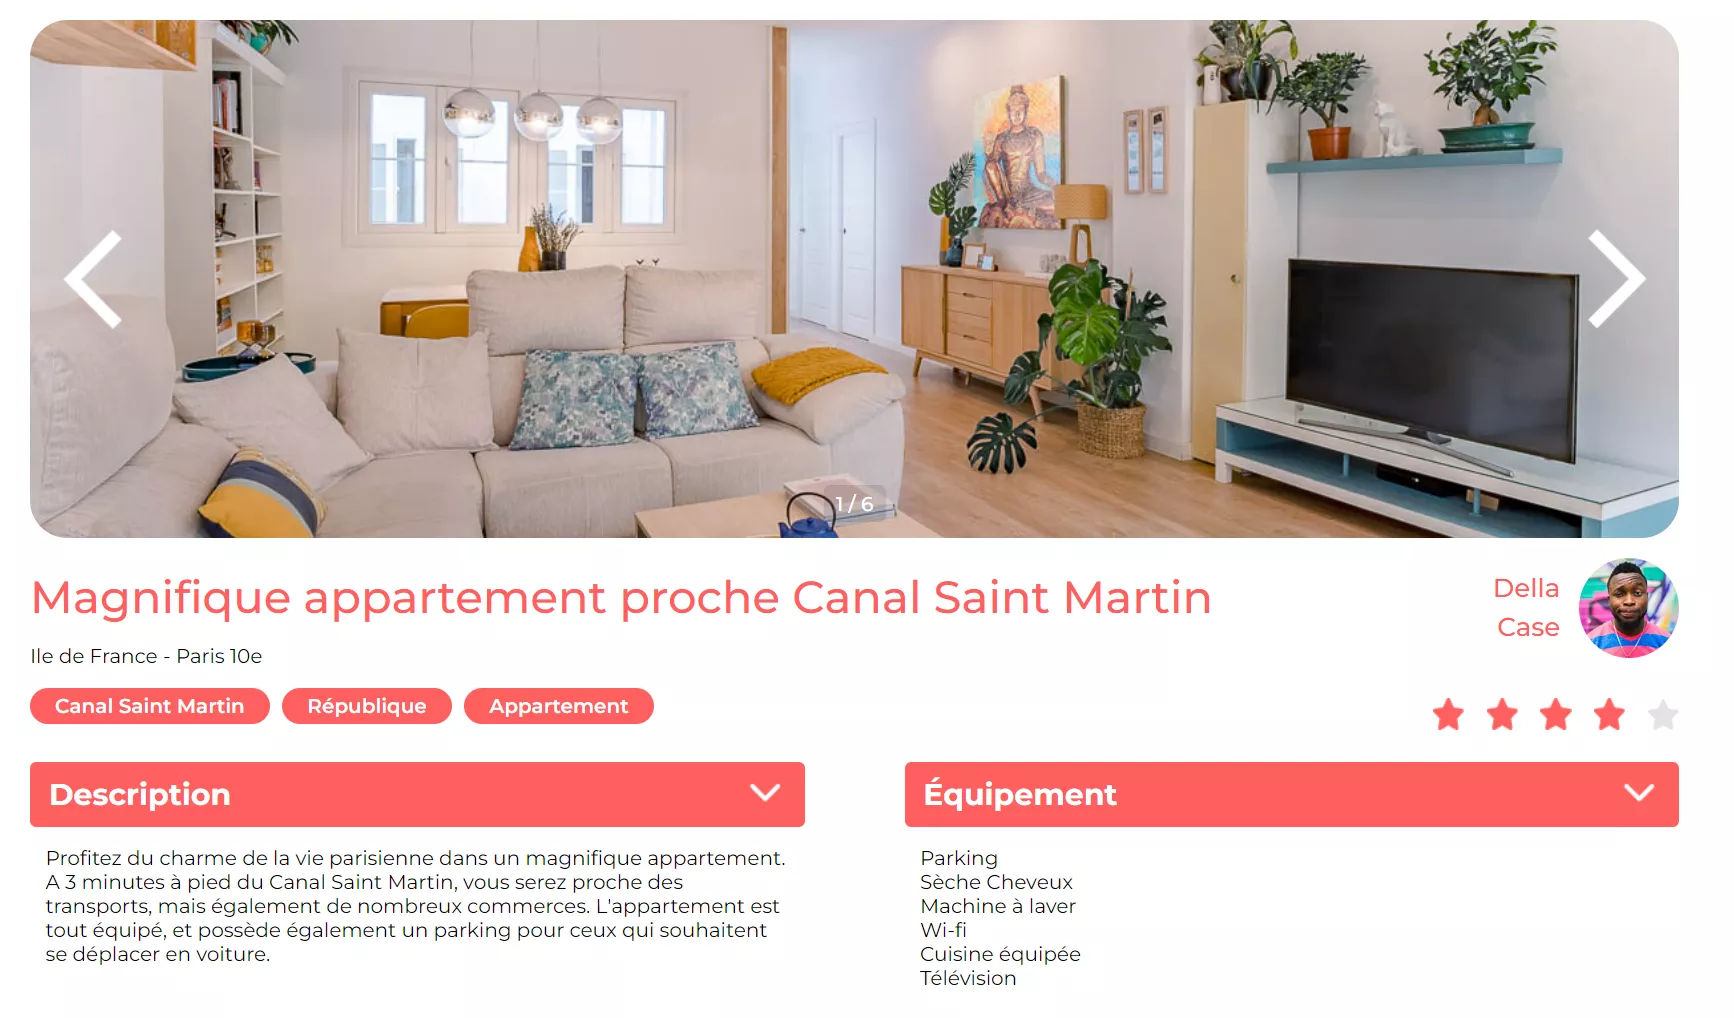 1 / 6
Magnifique appartement proche Canal Saint Martin
Della
Case
Ile de France - Paris 10e
Canal Saint Martin
République
Appartement
Description
Profitez du charme de la vie parisienne dans un magnifique appartement.
A 3 minutes à pied du Canal Saint Martin, vous serez proche des
transports, mais également de nombreux commerces. L'appartement est
tout équipé, et possède également un parking pour ceux qui souhaitent
se déplacer en voiture.
Équipement
Parking
Sèche Cheveux
Machine à laver
Wi-fi
Cuisine équipée
Télévision